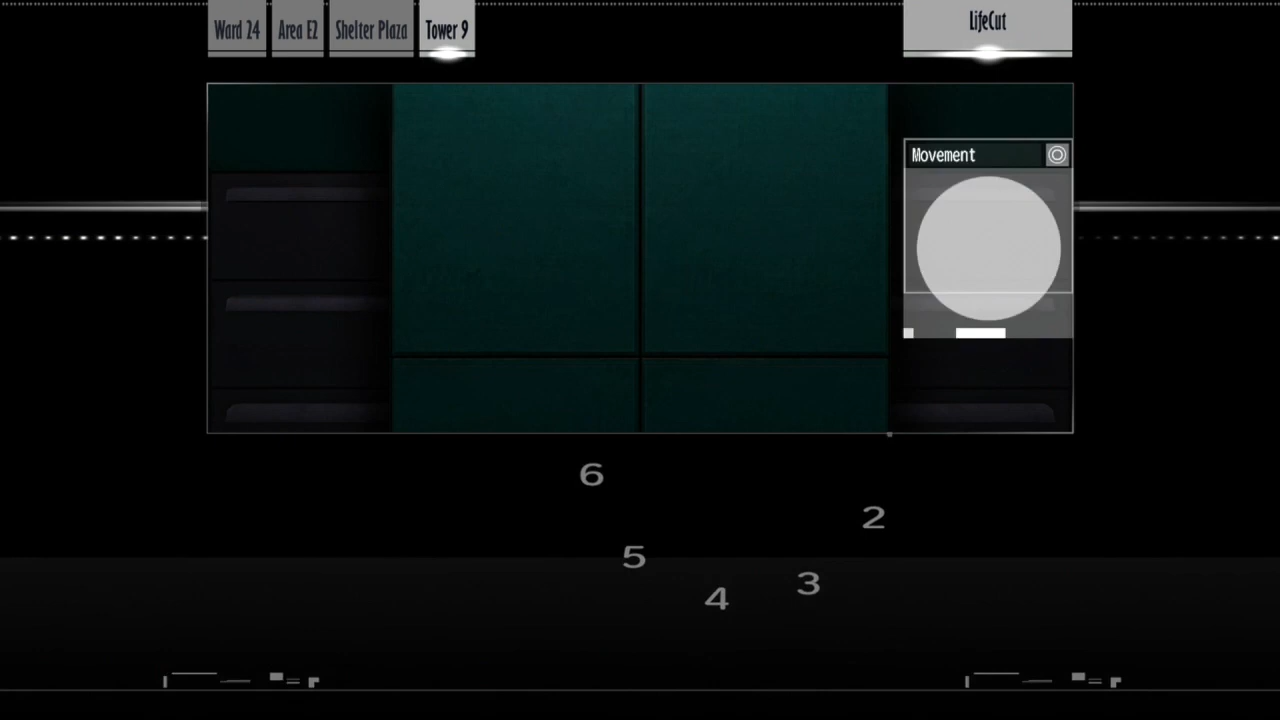 Ward 24
Area E2
Shelter Plaza
Tower 9
LifeCut
Movement
6
2
5
3
4